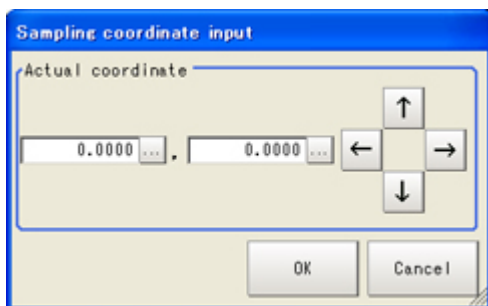 Sampling coordinate input
Actual coordinate
↑
0.0000 ... , 0.0000 ... ← →
↓
OK Cancel